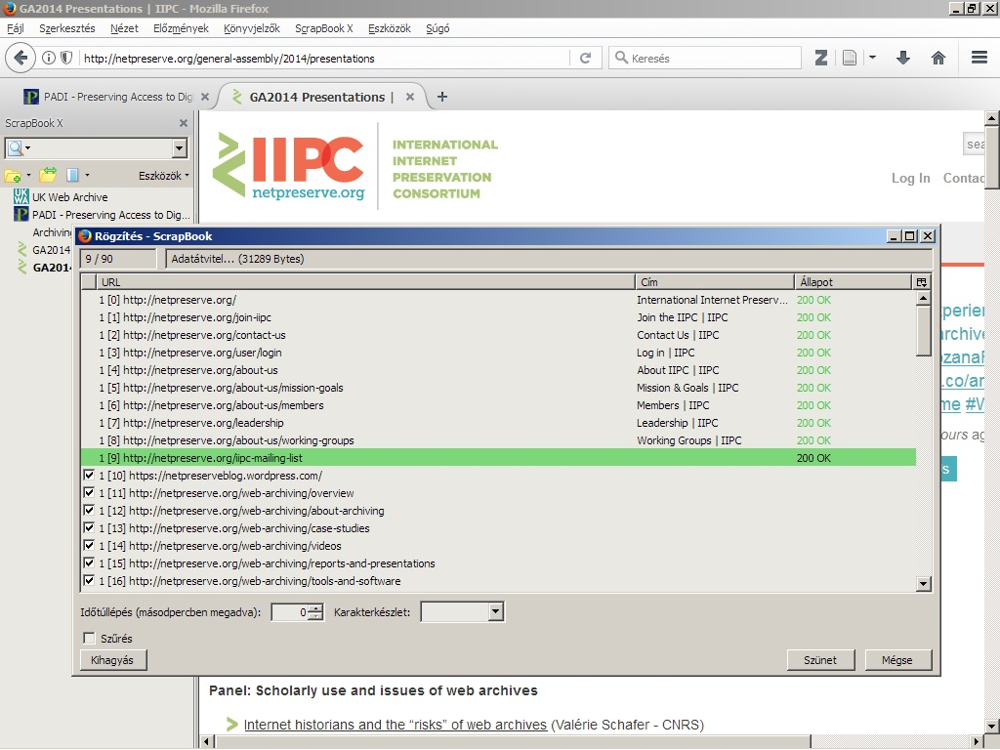 GA2014 Presentations | IIPC - Mozilla Firefox
Fájl Szerkesztés Nézet Előzmények Könyvjelzők ScrapBook X Eszközök Súgó
http://netpreserve.org/general-assembly/2014/presentations
Keresés
PADI - Preserving Access to Dig
GA2014 Presentations |
ScrapBook X
Eszközök
UK Web Archive
PADI - Preserving Access to Dig...
Archiving
GA2014
GA2014
IIPC
netpreserve.org
INTERNATIONAL
INTERNET
PRESERVATION
CONSORTIUM
sea
Log In Contac
Rögzítés - ScrapBook
9 / 90 Adatátvitel... (31289 Bytes)
URL Cím Állapot
1 [0] http://netpreserve.org/ International Internet Preserv... 200 OK
1 [1] http://netpreserve.org/join-iipc Join the IIPC | IIPC 200 OK
1 [2] http://netpreserve.org/contact-us Contact Us | IIPC 200 OK
1 [3] http://netpreserve.org/user/login Log in | IIPC 200 OK
1 [4] http://netpreserve.org/about-us About IIPC | IIPC 200 OK
1 [5] http://netpreserve.org/about-us/mission-goals Mission & Goals | IIPC 200 OK
1 [6] http://netpreserve.org/about-us/members Members | IIPC 200 OK
1 [7] http://netpreserve.org/leadership Leadership | IIPC 200 OK
1 [8] http://netpreserve.org/about-us/working-groups Working Groups | IIPC 200 OK
1 [9] http://netpreserve.org/iipc-mailing-list 200 OK
1 [10] https://netpreserveblog.wordpress.com/
1 [11] http://netpreserve.org/web-archiving/overview
1 [12] http://netpreserve.org/web-archiving/about-archiving
1 [13] http://netpreserve.org/web-archiving/case-studies
1 [14] http://netpreserve.org/web-archiving/videos
1 [15] http://netpreserve.org/web-archiving/reports-and-presentations
1 [16] http://netpreserve.org/web-archiving/tools-and-software
Időtúllépés (másodpercben megadva): 0 Karakterkészlet:
Szűrés
Kihagyás Szünet Mégse
xperier
archive
ozanaF
.co/ar
me #W
ours ag
s
Panel: Scholarly use and issues of web archives
Internet historians and the “risks” of web archives (Valérie Schafer - CNRS)